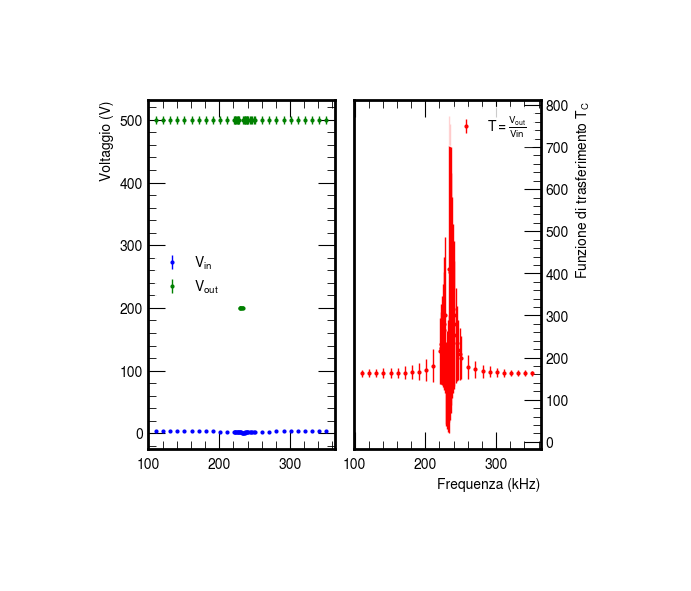 Voltaggio (V)
500
400
300
200
100
0
V_in
V_out
100 200 300
T = V_out/Vin
800
700
600
500
400
300
200
100
0
Funzione di trasferimento T_C
100 200 300
Frequenza (kHz)